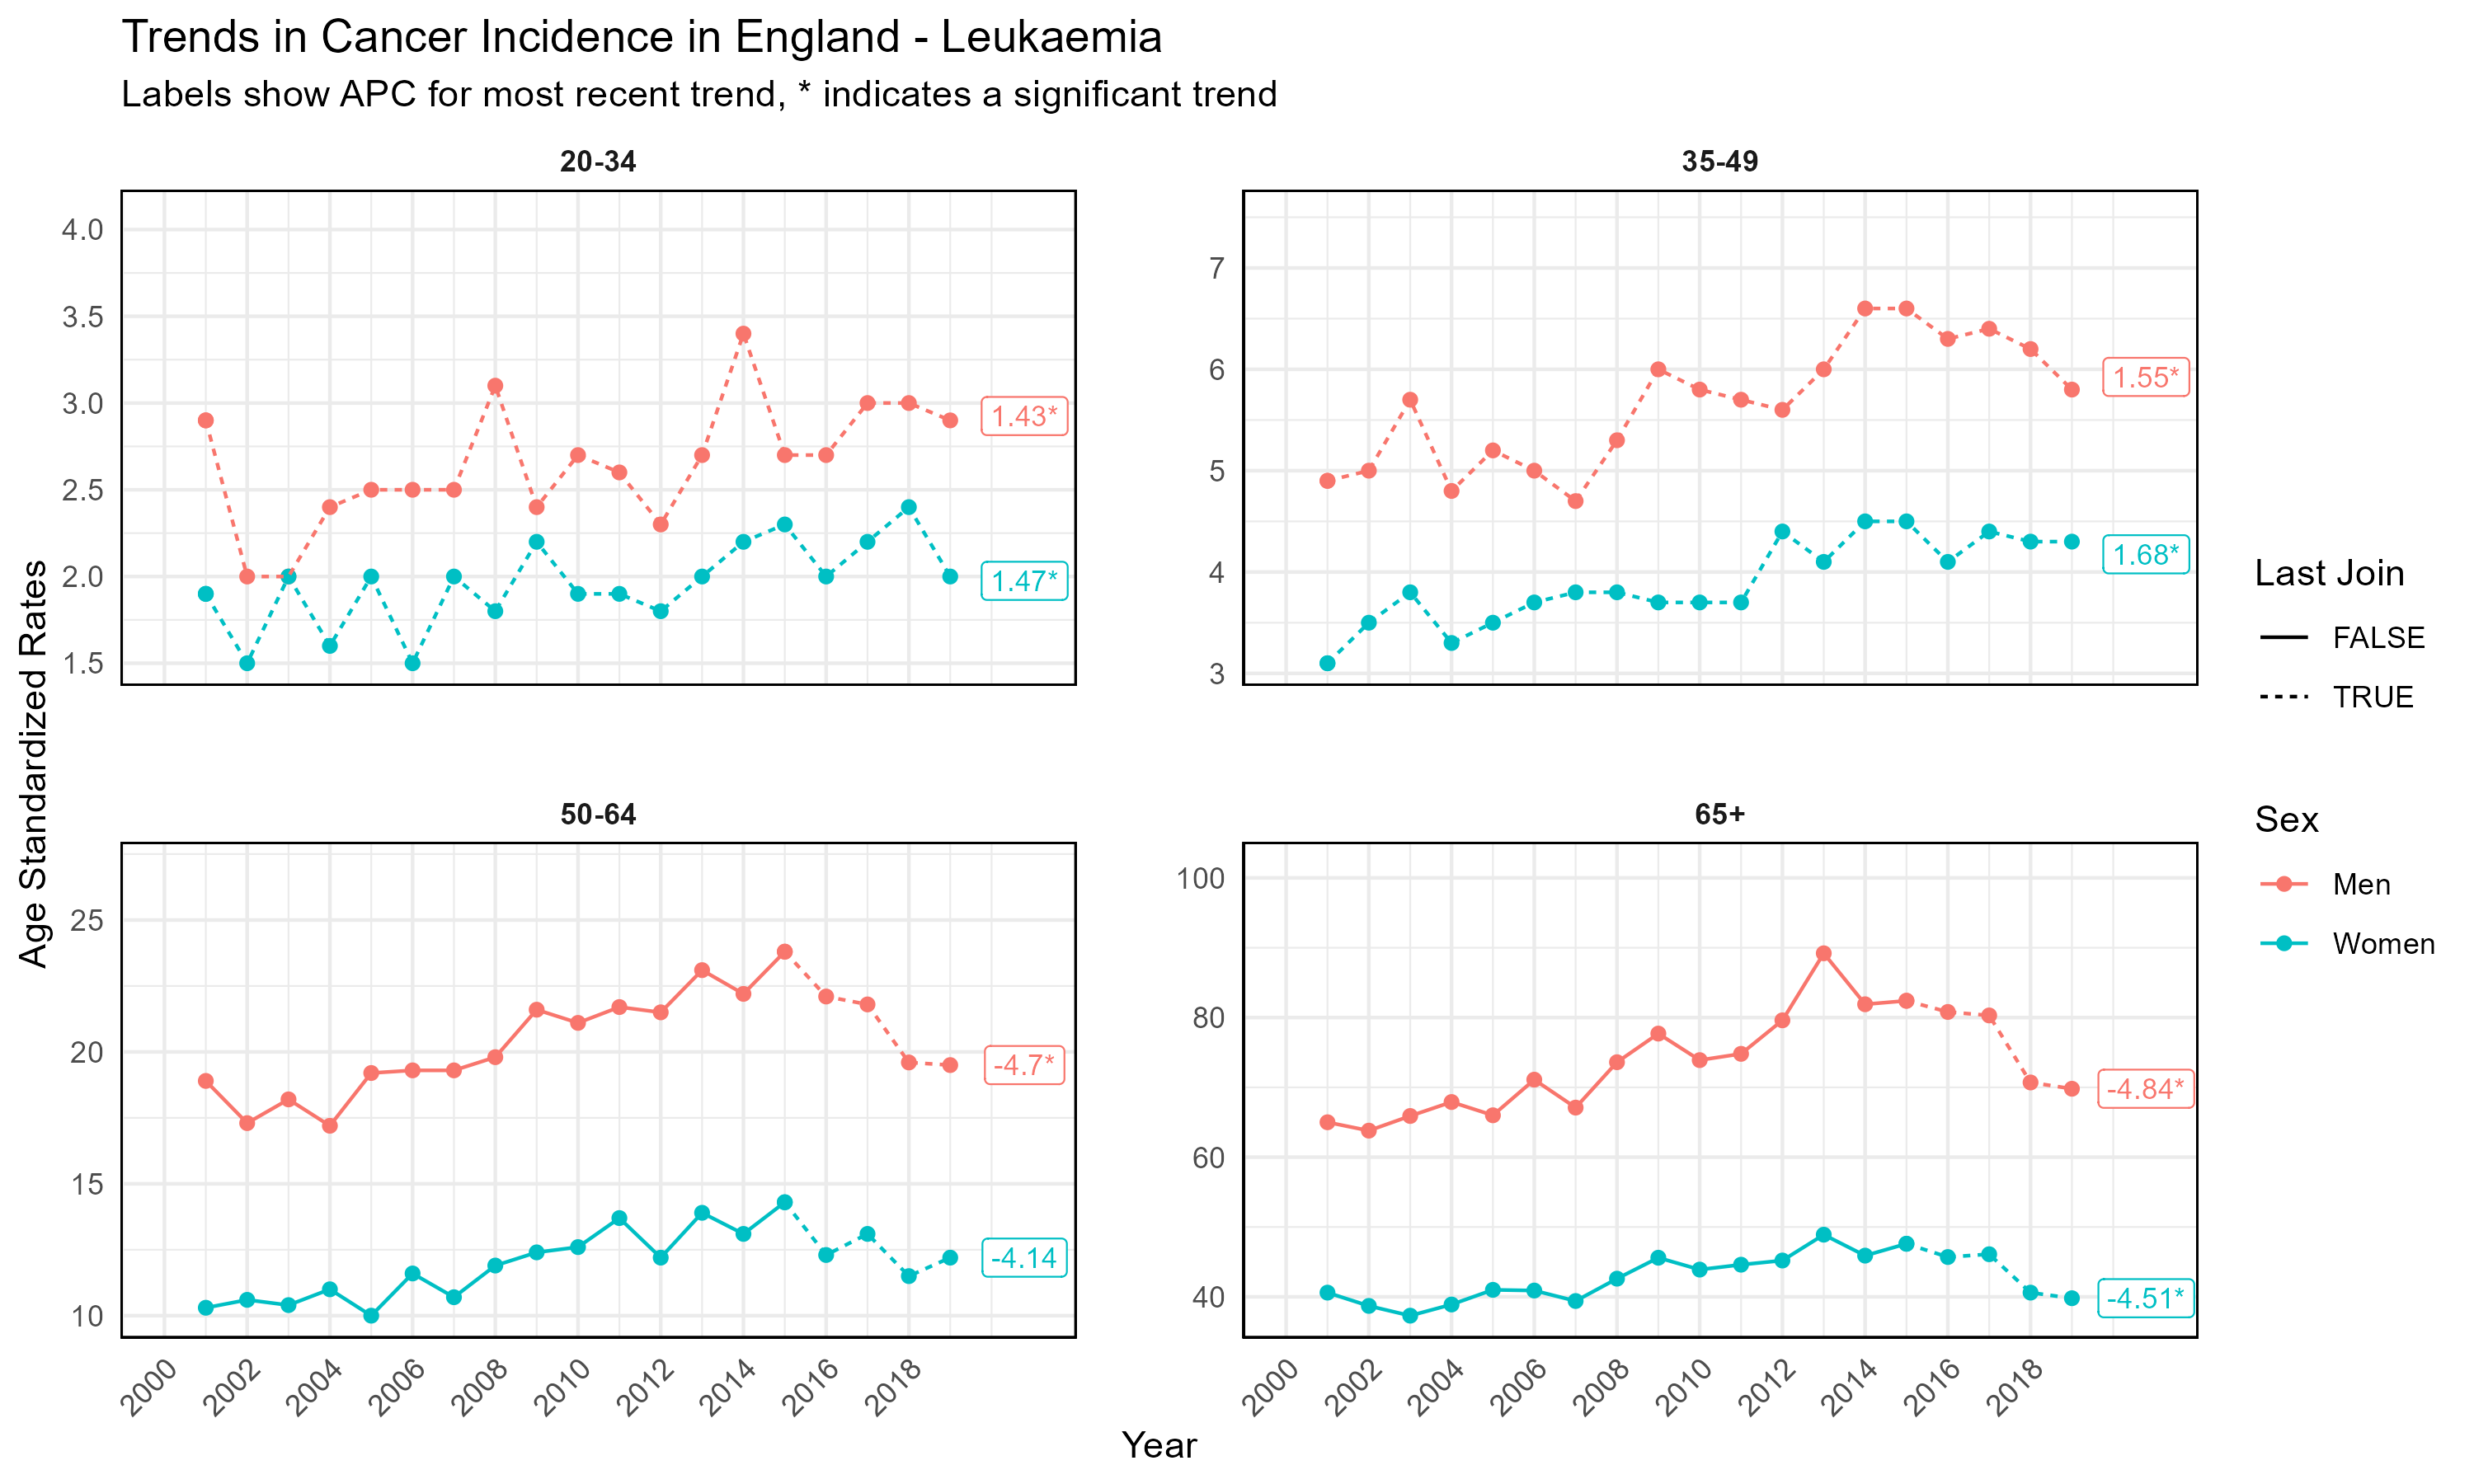 Trends in Cancer Incidence in England - Leukaemia
Labels show APC for most recent trend, * indicates a significant trend
Age Standardized Rates
20-34
4.0
3.5
3.0
2.5
2.0
1.5
1.43*
1.47*
35-49
7
6
5
4
3
1.55*
1.68*
50-64
25
20
15
10
-4.7*
-4.14
2000 2002 2004 2006 2008 2010 2012 2014 2016 2018
65+
100
80
60
40
-4.84*
-4.51*
2000 2002 2004 2006 2008 2010 2012 2014 2016 2018
Year
Last Join
FALSE
TRUE
Sex
Men
Women